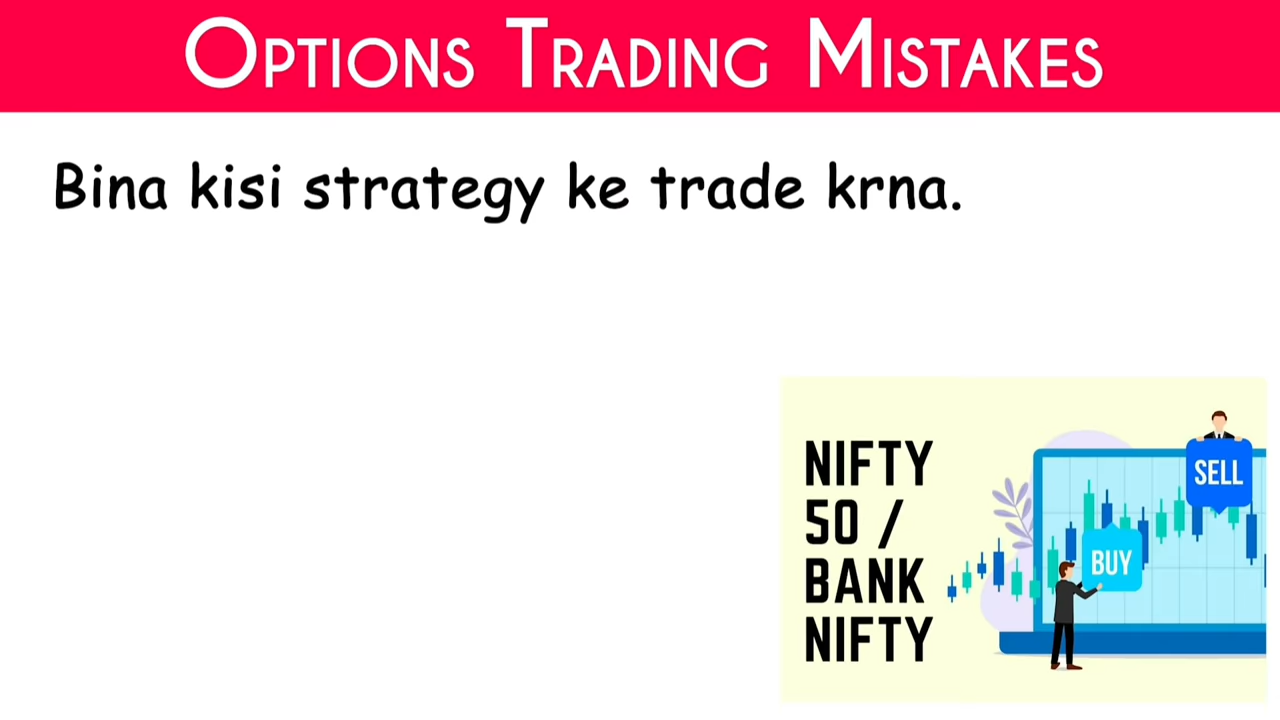 Options Trading Mistakes
Bina kisi strategy ke trade krna.
NIFTY
50 /
BANK
NIFTY
SELL
BUY